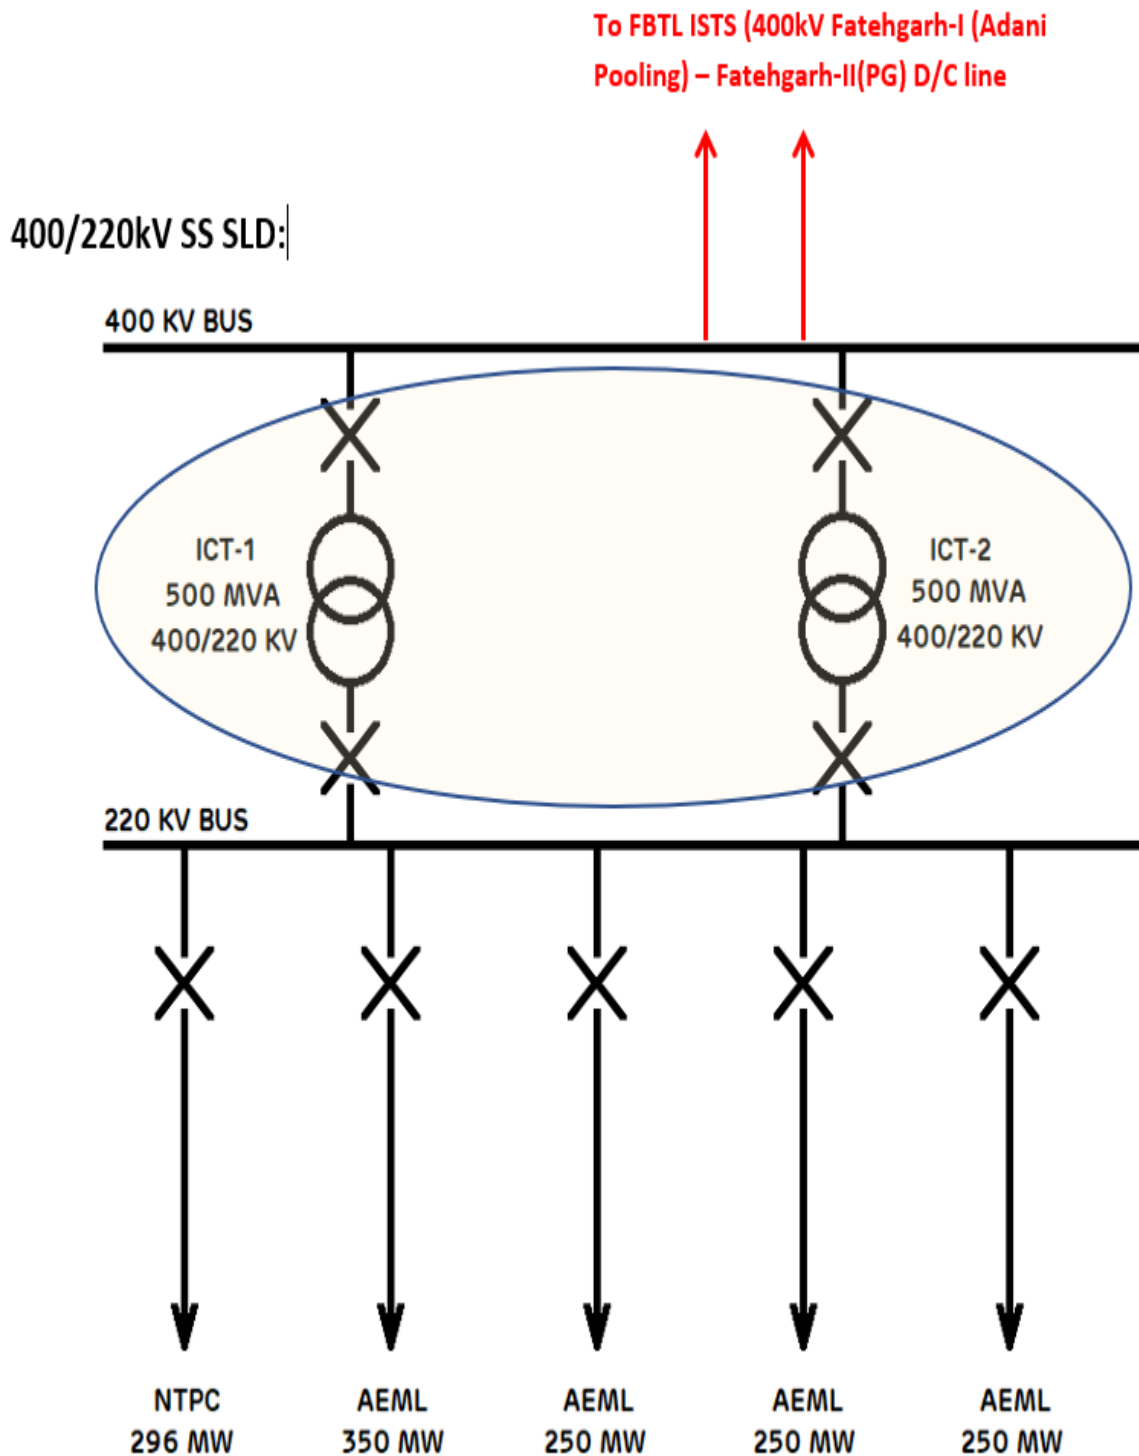 To FBTL ISTS (400kV Fatehgarh-I (Adani
Pooling) – Fatehgarh-II(PG) D/C line
400/220kV SS SLD:
400 KV BUS
ICT-1
500 MVA
400/220 KV
ICT-2
500 MVA
400/220 KV
220 KV BUS
NTPC
296 MW
AEML
350 MW
AEML
250 MW
AEML
250 MW
AEML
250 MW